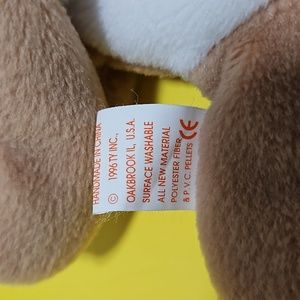 HANDMADE IN CHINA
© 1996 TY INC.,
OAKBROOK IL, U.S.A.
SURFACE WASHABLE
ALL NEW MATERIAL
POLYESTER FIBER
& P.V.C. PELLETS CE